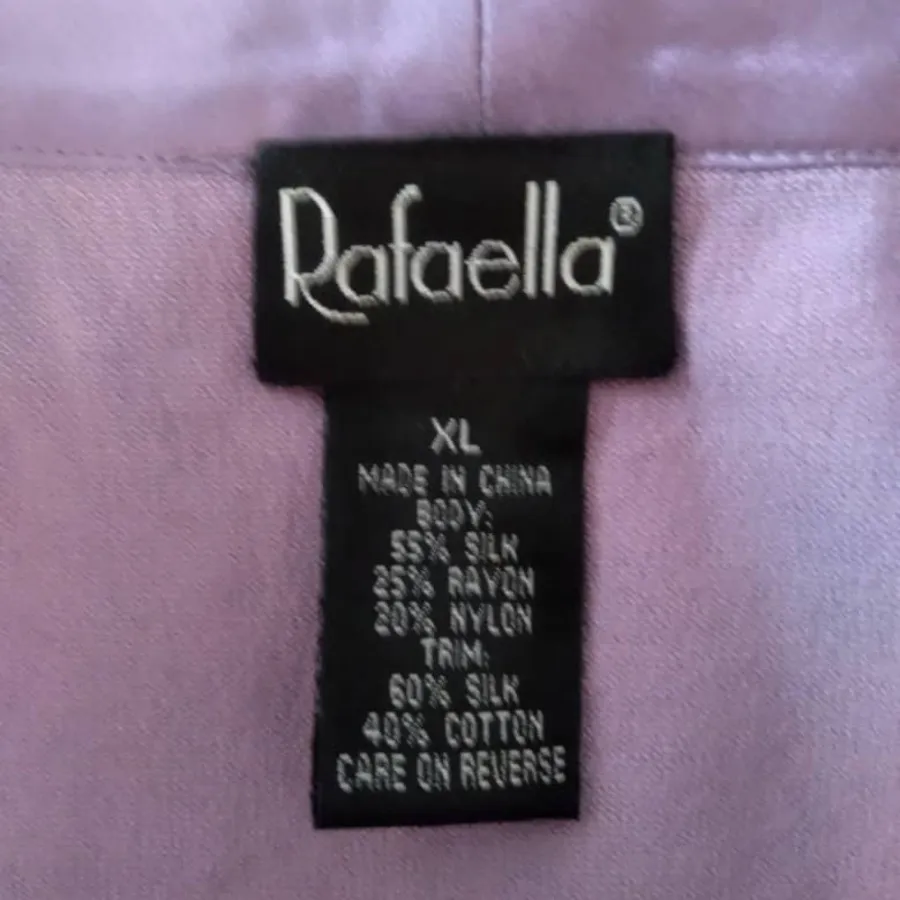 Rafaella®
XL
MADE IN CHINA
BODY:
55% SILK
25% RAYON
20% NYLON
TRIM:
60% SILK
40% COTTON
CARE ON REVERSE